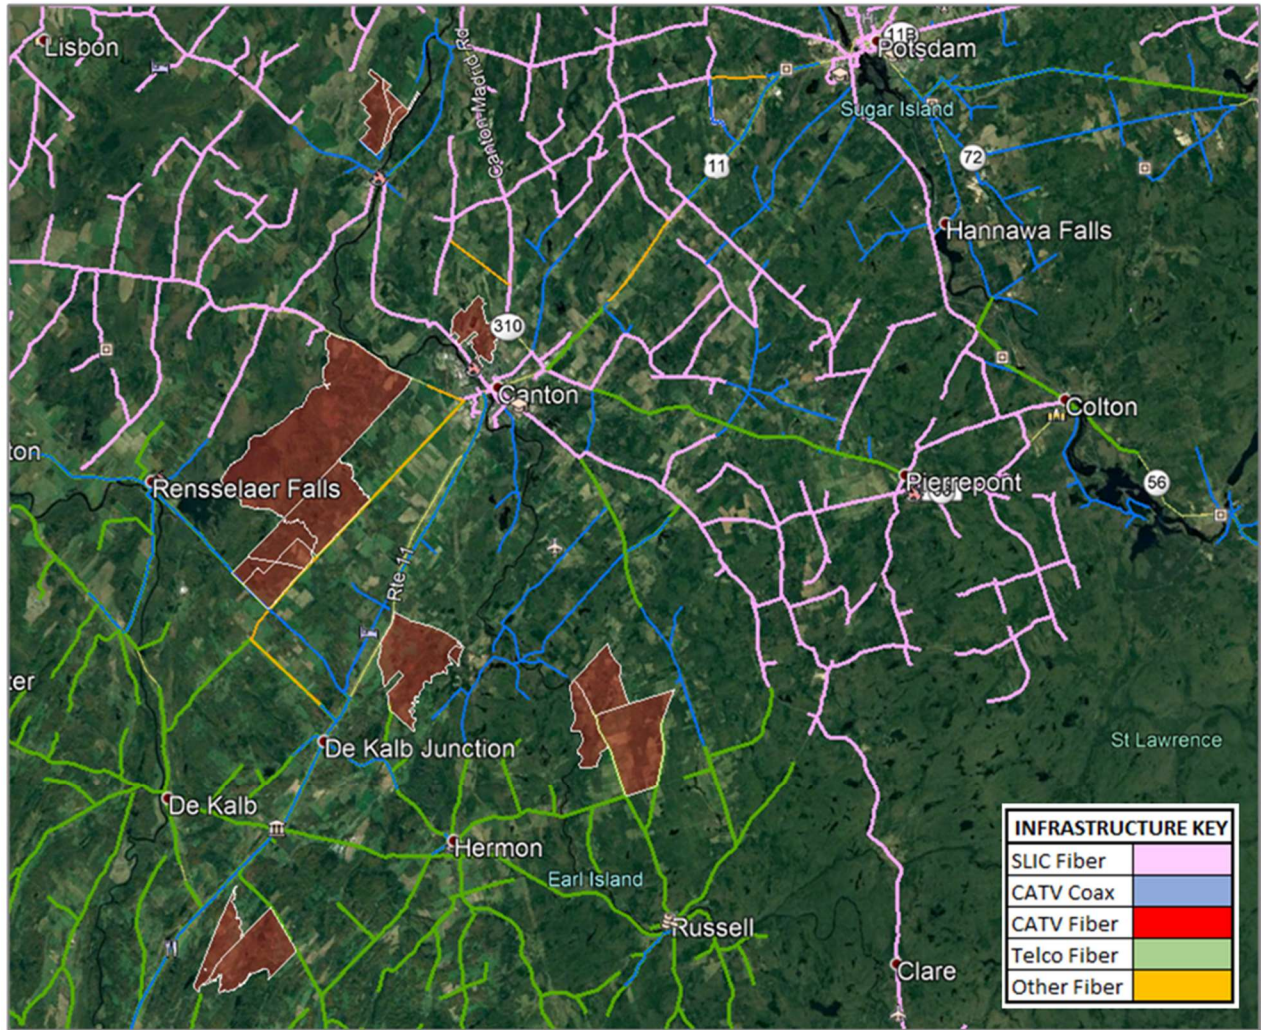 Lisbon
Canton-Madrid Rd
11B
Potsdam
Sugar Island
11
72
Hannawa Falls
310
Canton
Colton
ton
Rensselaer Falls
Pierrepont
56
Rte 11
ter
De Kalb Junction
St Lawrence
De Kalb
Hermon
Earl Island
Russell
Clare
INFRASTRUCTURE KEY
SLIC Fiber
CATV Coax
CATV Fiber
Telco Fiber
Other Fiber